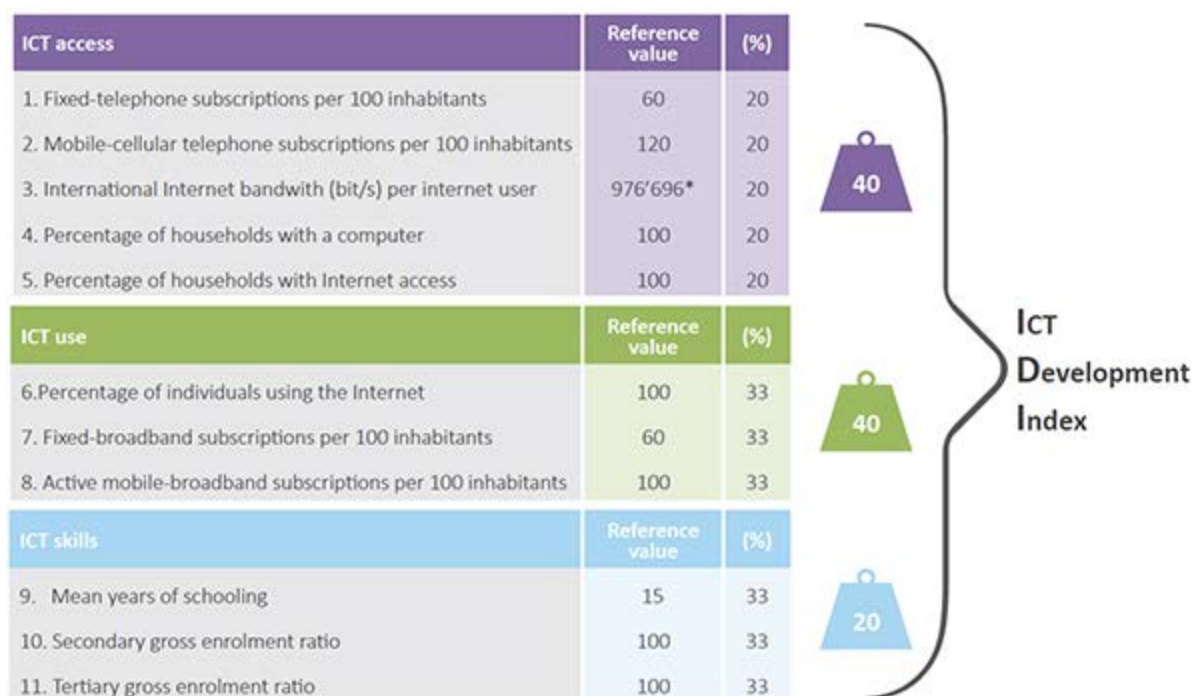 ICT access Reference value (%)
1. Fixed-telephone subscriptions per 100 inhabitants 60 20
2. Mobile-cellular telephone subscriptions per 100 inhabitants 120 20
3. International Internet bandwith (bit/s) per internet user 976’696* 20
4. Percentage of households with a computer 100 20
5. Percentage of households with Internet access 100 20
40
ICT use Reference value (%)
6.Percentage of individuals using the Internet 100 33
7. Fixed-broadband subscriptions per 100 inhabitants 60 33
8. Active mobile-broadband subscriptions per 100 inhabitants 100 33
40
ICT skills Reference value (%)
9. Mean years of schooling 15 33
10. Secondary gross enrolment ratio 100 33
11. Tertiary gross enrolment ratio 100 33
20
ICT
Development
Index